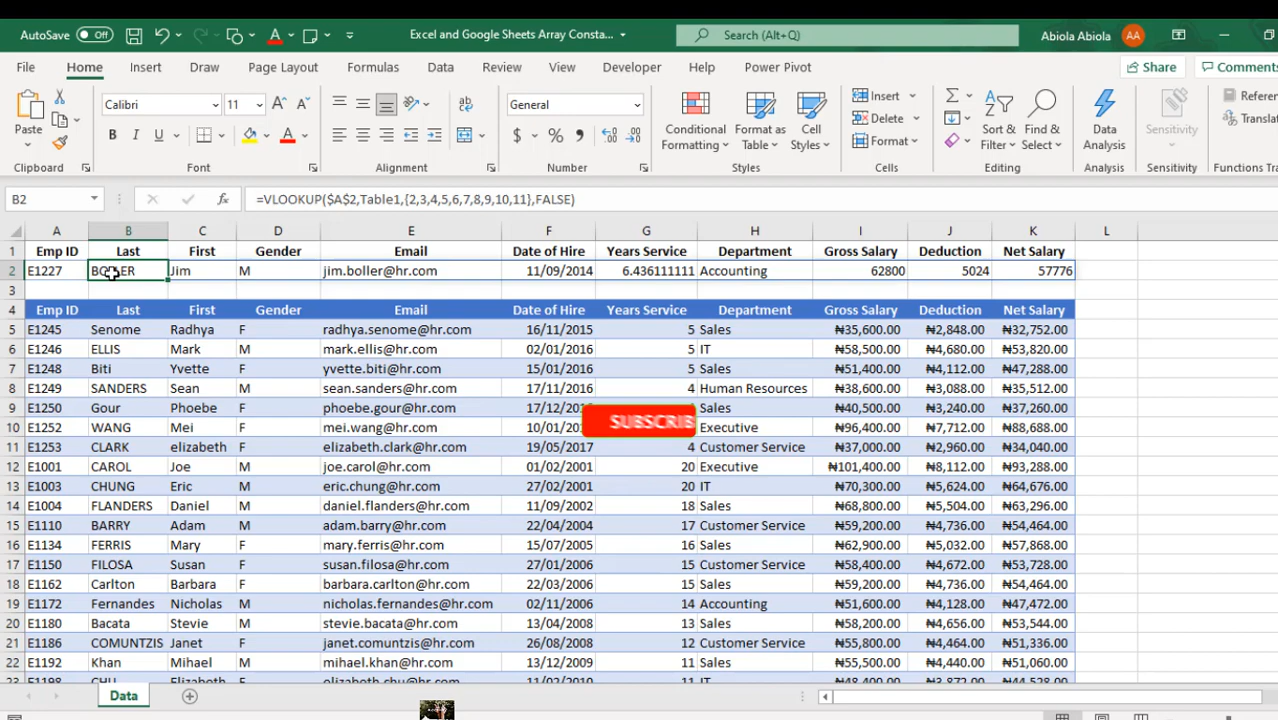 AutoSave Off Excel and Google Sheets Array Consta... Search (Alt+Q) Abiola Abiola AA
File Home Insert Draw Page Layout Formulas Data Review View Developer Help Power Pivot Share Comments
Paste Calibri 11 General Conditional Formatting Format as Table Cell Styles Insert Delete Format Sort & Filter Find & Select Data Analysis Sensitivity
Clipboard Font Alignment Number Styles Cells Editing Analysis Sensitivity
B2 fx =VLOOKUP($A$2,Table1,{2,3,4,5,6,7,8,9,10,11},FALSE)
A B C D E F G H I J K L
1 Emp ID Last First Gender Email Date of Hire Years Service Department Gross Salary Deduction Net Salary
2 E1227 BOLLER Jim M jim.boller@hr.com 11/09/2014 6.436111111 Accounting 62800 5024 57776
3
4 Emp ID Last First Gender Email Date of Hire Years Service Department Gross Salary Deduction Net Salary
5 E1245 Senome Radhya F radhya.senome@hr.com 16/11/2015 5 Sales ₦35,600.00 ₦2,848.00 ₦32,752.00
6 E1246 ELLIS Mark M mark.ellis@hr.com 02/01/2016 5 IT ₦58,500.00 ₦4,680.00 ₦53,820.00
7 E1248 Biti Yvette F yvette.biti@hr.com 15/01/2016 5 Sales ₦51,400.00 ₦4,112.00 ₦47,288.00
8 E1249 SANDERS Sean M sean.sanders@hr.com 17/11/2016 4 Human Resources ₦38,600.00 ₦3,088.00 ₦35,512.00
9 E1250 Gour Phoebe F phoebe.gour@hr.com Sales ₦40,500.00 ₦3,240.00 ₦37,260.00
10 E1252 WANG Mei F mei.wang@hr.com SUBSCRIB Executive ₦96,400.00 ₦7,712.00 ₦88,688.00
11 E1253 CLARK elizabeth F elizabeth.clark@hr.com 19/05/2017 4 Customer Service ₦37,000.00 ₦2,960.00 ₦34,040.00
12 E1001 CAROL Joe M joe.carol@hr.com 01/02/2001 20 Executive ₦101,400.00 ₦8,112.00 ₦93,288.00
13 E1003 CHUNG Eric M eric.chung@hr.com 27/02/2001 20 IT ₦70,300.00 ₦5,624.00 ₦64,676.00
14 E1004 FLANDERS Daniel M daniel.flanders@hr.com 11/09/2002 18 Sales ₦68,800.00 ₦5,504.00 ₦63,296.00
15 E1110 BARRY Adam M adam.barry@hr.com 22/04/2004 17 Customer Service ₦59,200.00 ₦4,736.00 ₦54,464.00
16 E1134 FERRIS Mary F mary.ferris@hr.com 15/07/2005 16 Sales ₦62,900.00 ₦5,032.00 ₦57,868.00
17 E1150 FILOSA Susan F susan.filosa@hr.com 27/01/2006 15 Customer Service ₦58,400.00 ₦4,672.00 ₦53,728.00
18 E1162 Carlton Barbara F barbara.carlton@hr.com 22/03/2006 15 Sales ₦59,200.00 ₦4,736.00 ₦54,464.00
19 E1172 Fernandes Nicholas M nicholas.fernandes@hr.com 02/11/2006 14 Accounting ₦51,600.00 ₦4,128.00 ₦47,472.00
20 E1180 Bacata Stevie M stevie.bacata@hr.com 13/04/2008 13 Sales ₦58,200.00 ₦4,656.00 ₦53,544.00
21 E1186 COMUNTZIS Janet F janet.comuntzis@hr.com 26/08/2008 12 Customer Service ₦55,800.00 ₦4,464.00 ₦51,336.00
22 E1192 Khan Mihael M mihael.khan@hr.com 13/12/2009 11 Sales ₦55,500.00 ₦4,440.00 ₦51,060.00
23 E1198 CHU Elizabeth F elizabeth.chu@hr.com 11/02/2010 11 IT ₦48,400.00 ₦3,872.00 ₦44,528.00
Data